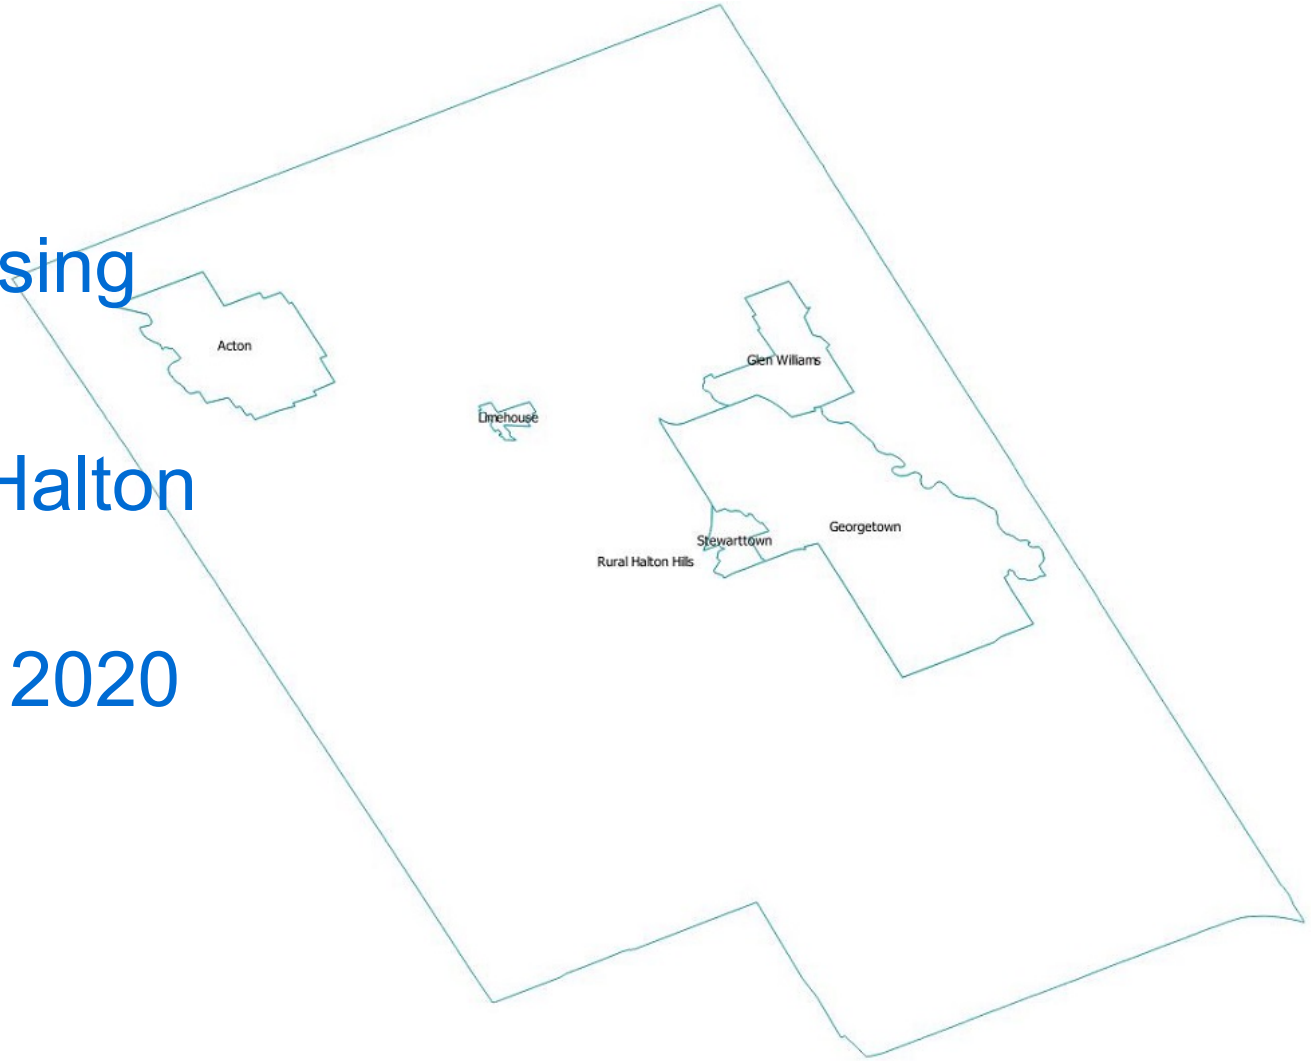 sing
Acton
Glen Williams
Limehouse
Halton
Georgetown
Stewarttown
Rural Halton Hills
2020